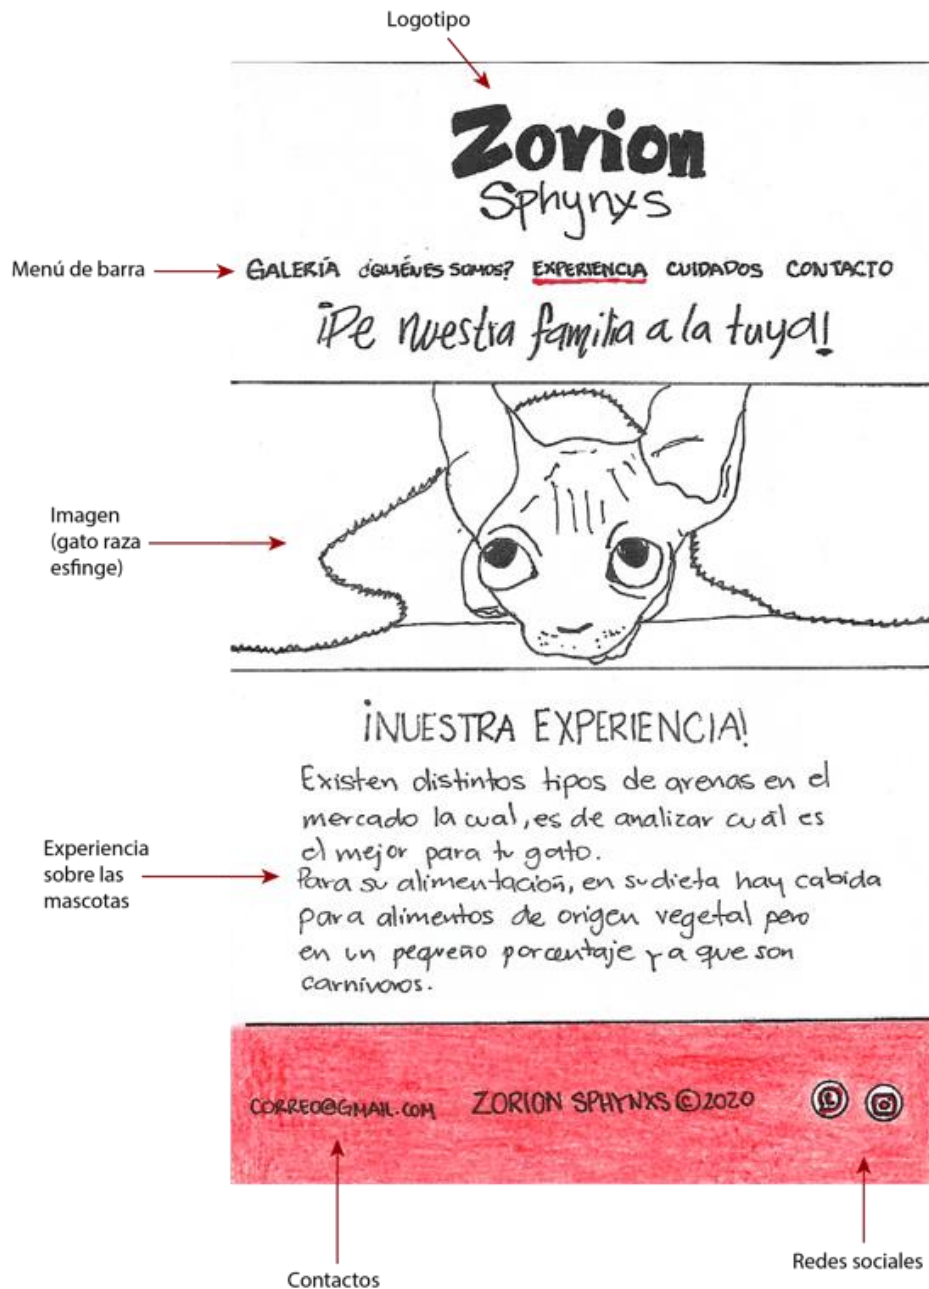 Logotipo
Zorion
Sphynxs
Menú de barra
GALERÍA ¿QUIÉNES SOMOS? EXPERIENCIA CUIDADOS CONTACTO
¡De nuestra familia a la tuya!
Imagen
(gato raza
esfinge)
¡NUESTRA EXPERIENCIA!
Existen distintos tipos de arenas en el
mercado la cual, es de analizar cuál es
el mejor para tu gato.
Experiencia
sobre las
mascotas
Para su alimentación, en su dieta hay cabida
para alimentos de origen vegetal pero
en un pequeño porcentaje ya que son
carnívoros.
CORREO@GMAIL.COM ZORION SPHYNXS ©2020
Contactos
Redes sociales